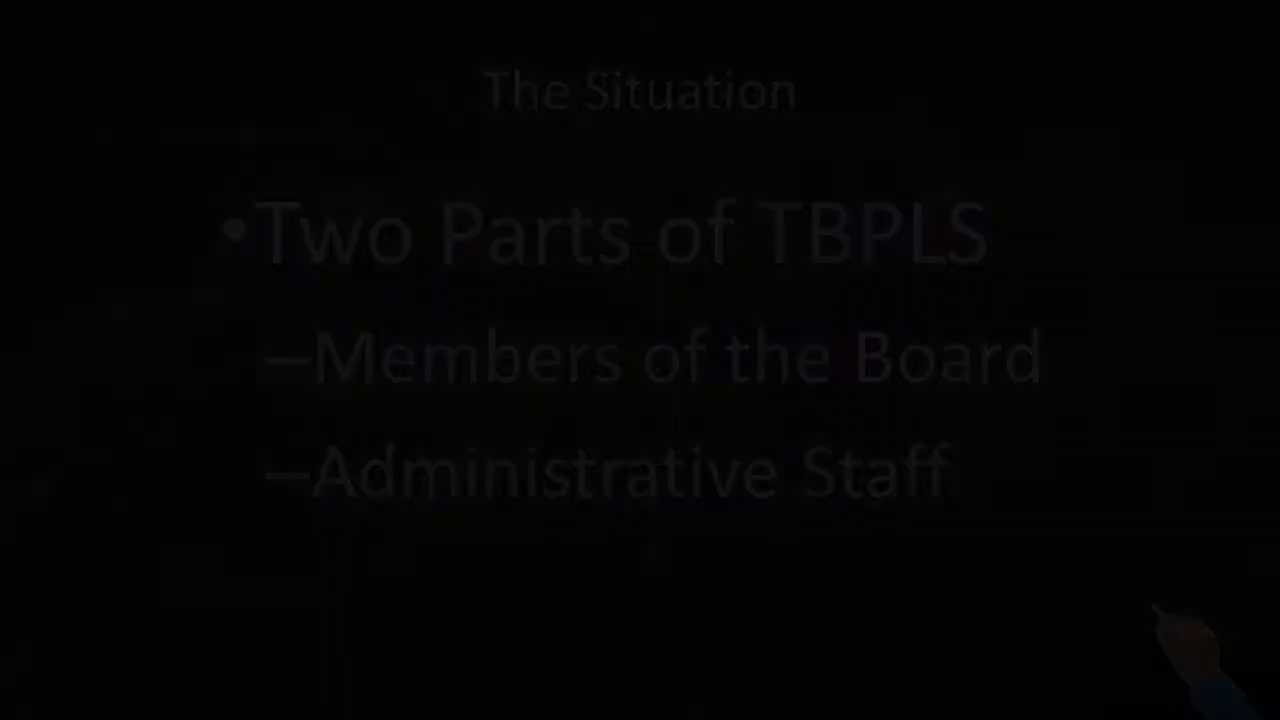 The Situation
•Two Parts of TBPLS
–Members of the Board
–Administrative Staff